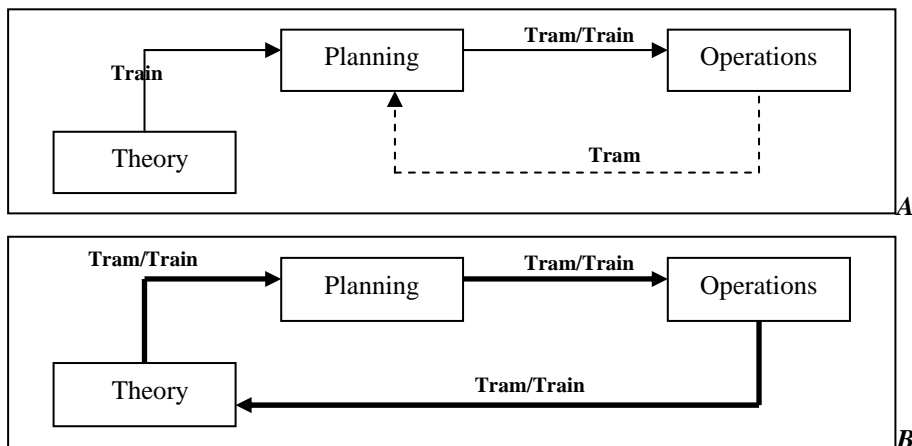 Tram/Train
Planning
Operations
Train
Tram
Theory
A
Tram/Train
Tram/Train
Planning
Operations
Tram/Train
Theory
B